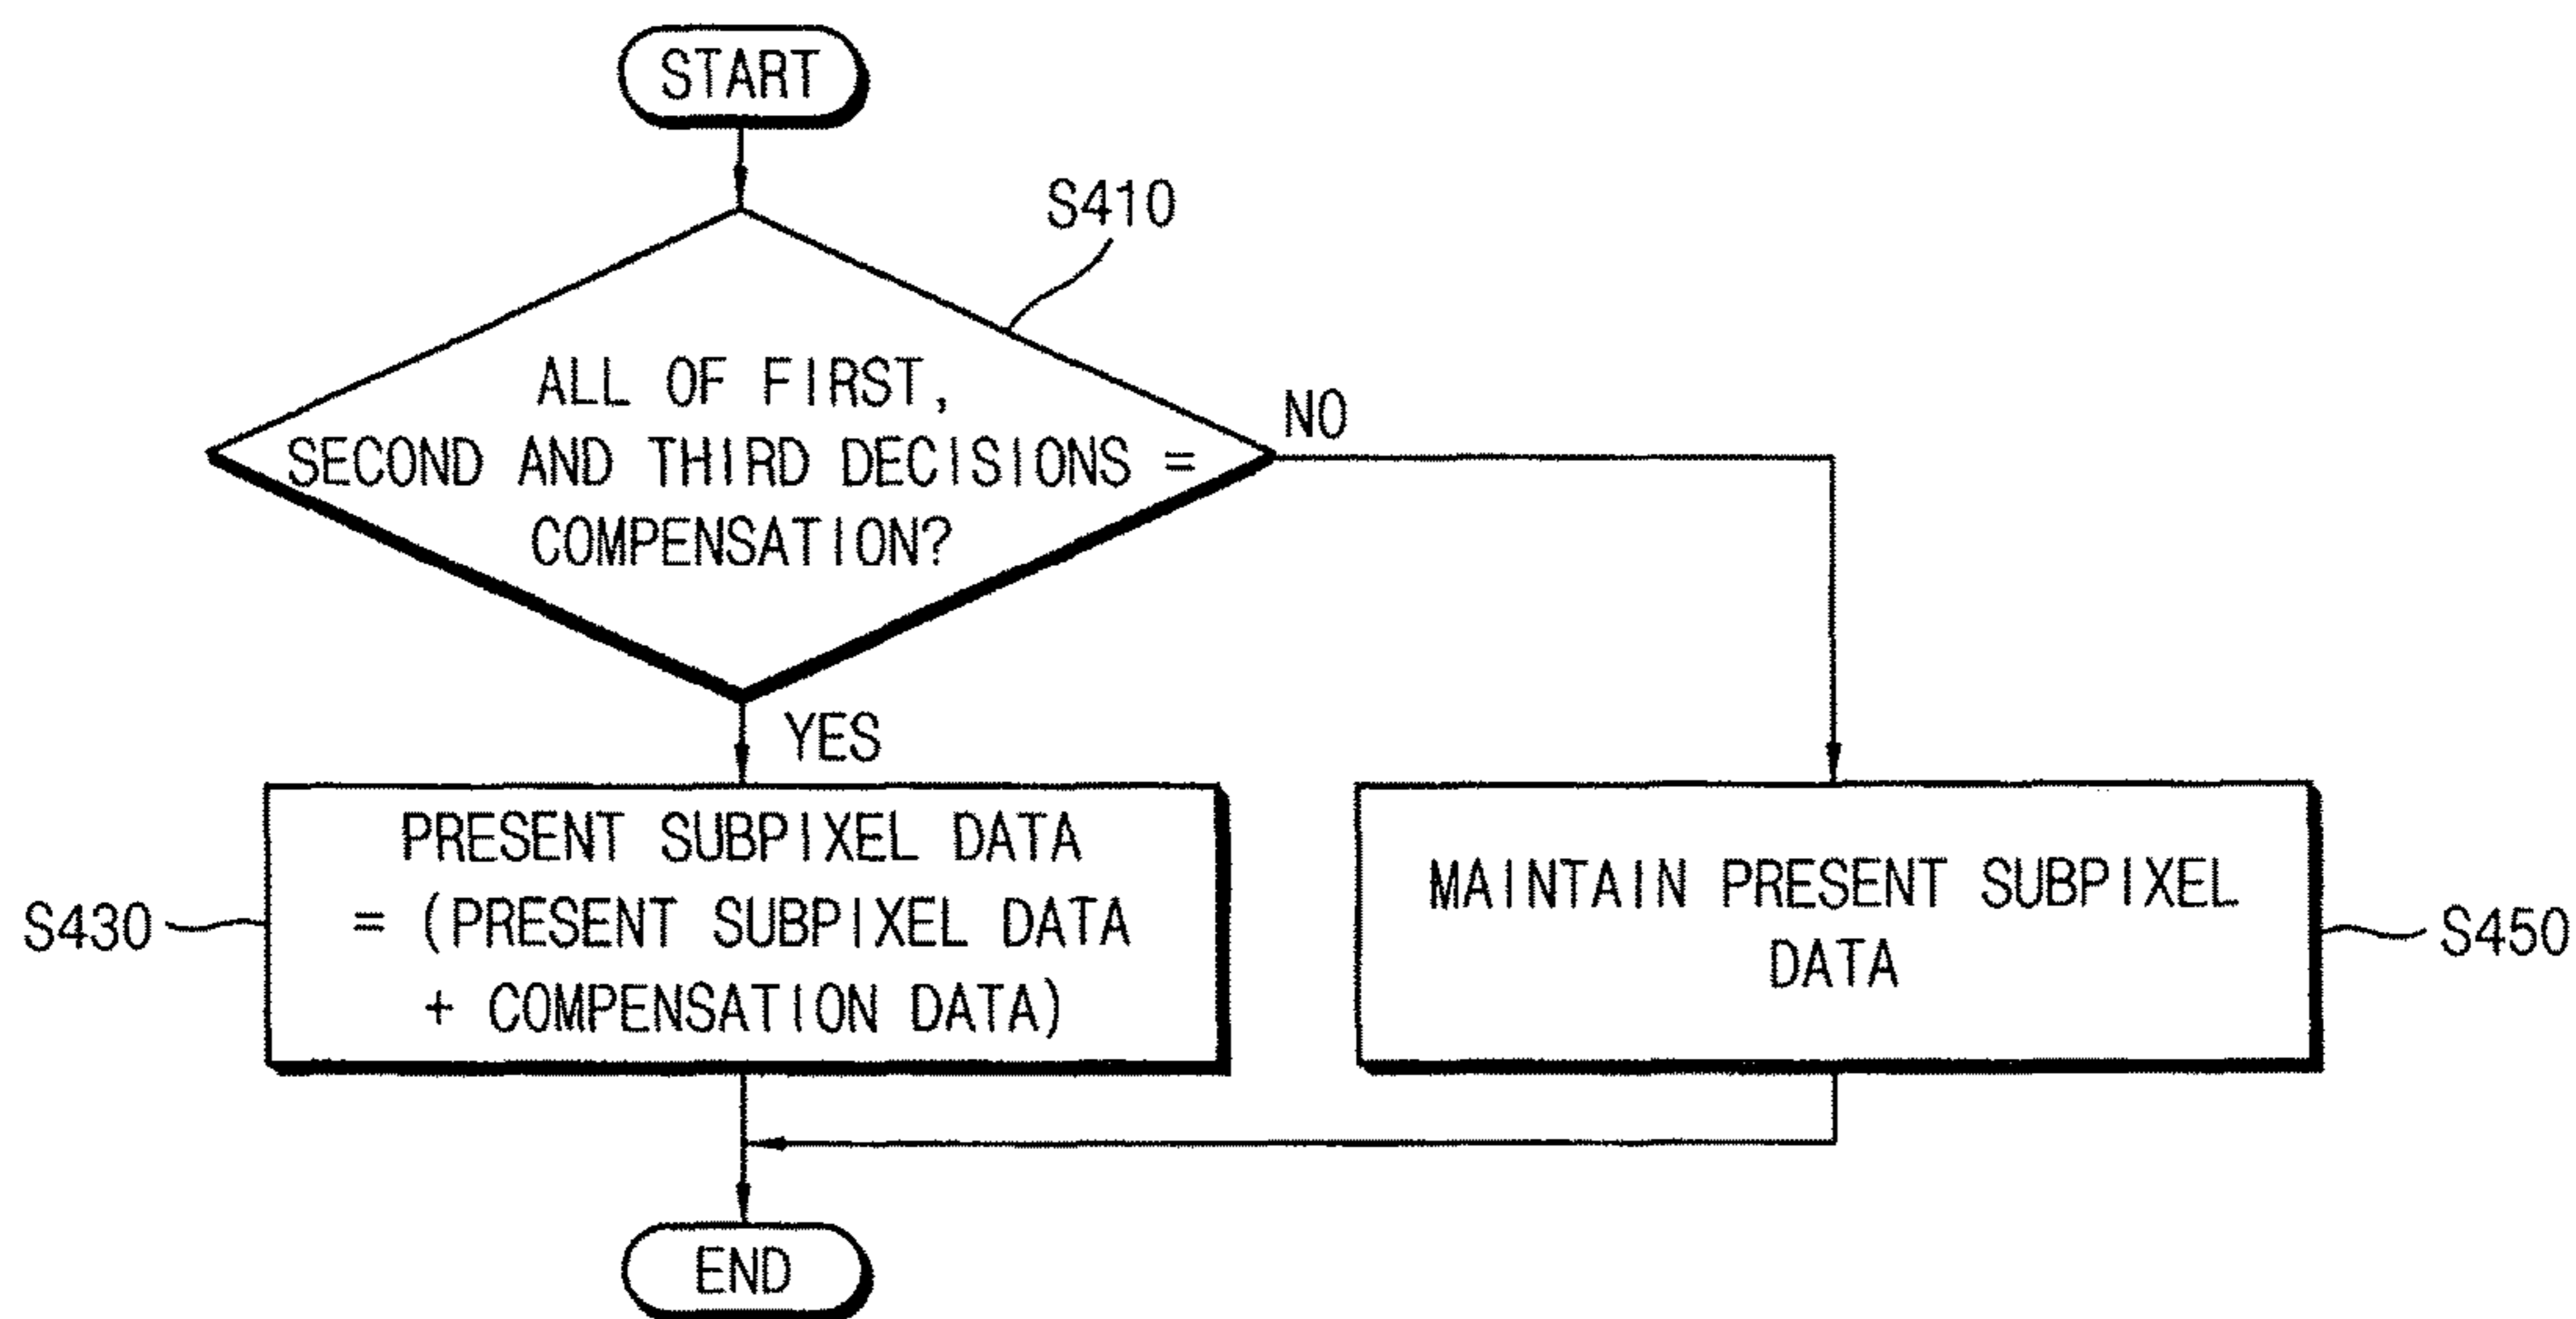 START
S410
ALL OF FIRST,
SECOND AND THIRD DECISIONS =
COMPENSATION?
NO
YES
PRESENT SUBPIXEL DATA
= (PRESENT SUBPIXEL DATA
+ COMPENSATION DATA)
S430
MAINTAIN PRESENT SUBPIXEL
DATA
S450
END